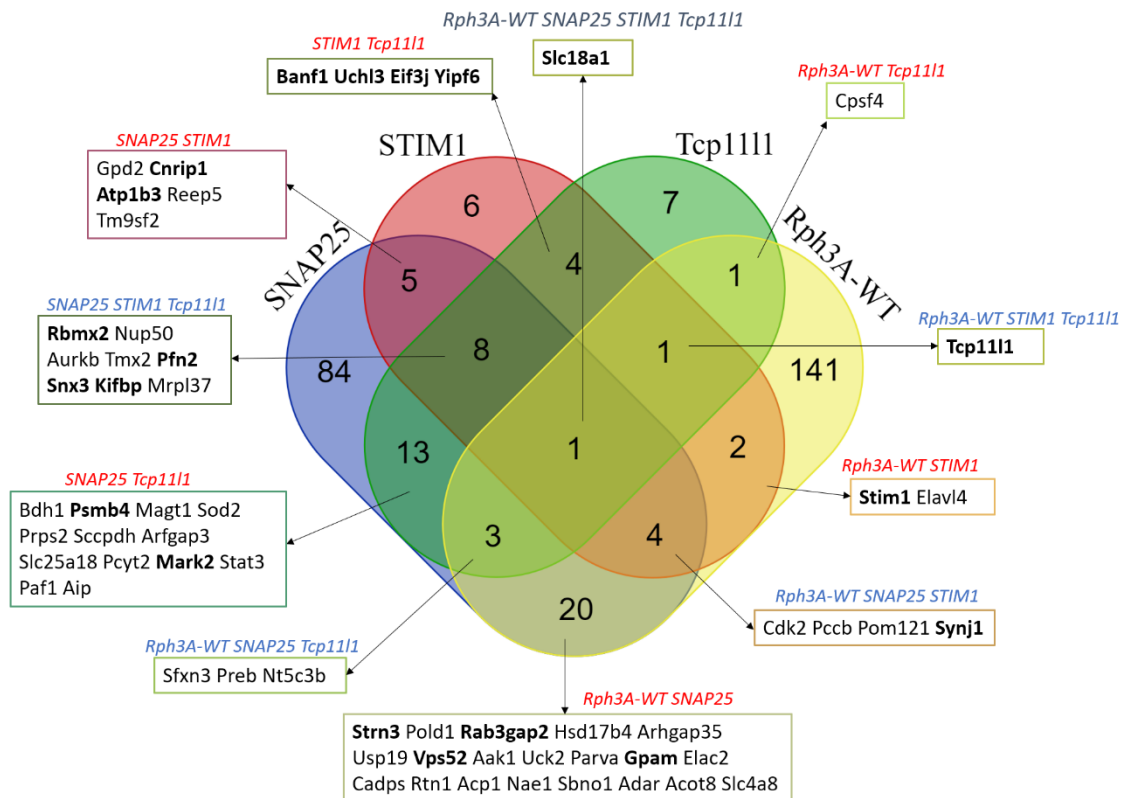 Rph3A-WT SNAP25 STIM1 Tcp11l1
Slc18a1
STIM1 Tcp11l1
Banf1 Uchl3 Eif3j Yipf6
Rph3A-WT Tcp11l1
Cpsf4
SNAP25 STIM1
Gpd2 Cnrip1
Atp1b3 Reep5
Tm9sf2
STIM1
Tcp11l1
SNAP25
Rph3A-WT
6
7
5
4
1
SNAP25 STIM1 Tcp11l1
Rbmx2 Nup50
Aurkb Tmx2 Pfn2
Snx3 Kifbp Mrpl37
84
8
1
141
Rph3A-WT STIM1 Tcp11l1
Tcp11l1
13
1
2
SNAP25 Tcp11l1
Bdh1 Psmb4 Magt1 Sod2
Prps2 Sccpdh Arfgap3
Slc25a18 Pcyt2 Mark2 Stat3
Paf1 Aip
Rph3A-WT STIM1
Stim1 Elavl4
3
4
20
Rph3A-WT SNAP25 STIM1
Cdk2 Pccb Pom121 Synj1
Rph3A-WT SNAP25 Tcp11l1
Sfxn3 Preb Nt5c3b
Rph3A-WT SNAP25
Strn3 Pold1 Rab3gap2 Hsd17b4 Arhgap35
Usp19 Vps52 Aak1 Uck2 Parva Gpam Elac2
Cadps Rtn1 Acp1 Nae1 Sbno1 Adar Acot8 Slc4a8